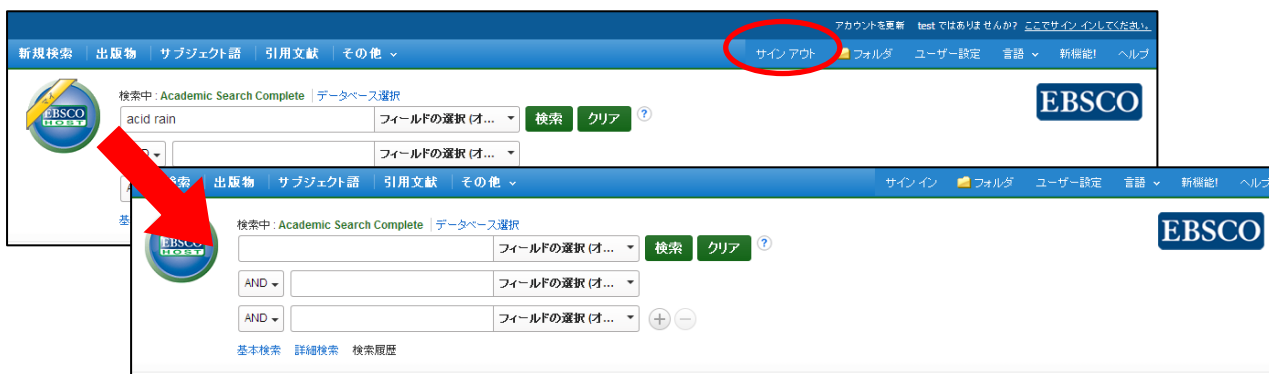 アカウントを更新 test ではありませんか? ここでサイン インしてください。
新規検索 出版物 サブジェクト語 引用文献 その他 サイン アウト フォルダ ユーザー設定 言語 新機能! ヘルプ
検索中 : Academic Search Complete データベース選択
EBSCO HOST
acid rain フィールドの選択 (オ... 検索 クリア ? EBSCO
フィールドの選択 (オ...
検索 出版物 サブジェクト語 引用文献 その他 サイン イン フォルダ ユーザー設定 言語 新機能! ヘルプ
検索中 : Academic Search Complete データベース選択
EBSCO HOST
フィールドの選択 (オ... 検索 クリア ? EBSCO
AND フィールドの選択 (オ...
AND フィールドの選択 (オ...
基本検索 詳細検索 検索履歴